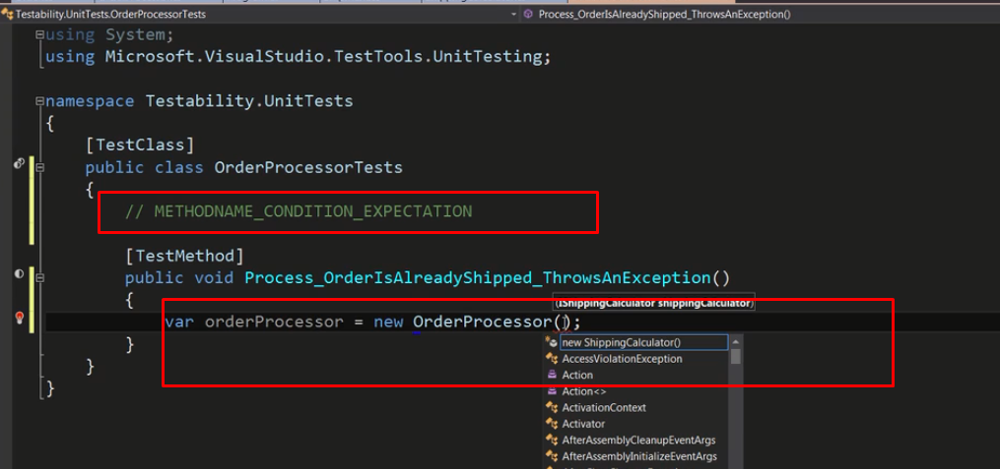 Testability.UnitTests.OrderProcessorTests
Process_OrderIsAlreadyShipped_ThrowsAnException()
using System;
using Microsoft.VisualStudio.TestTools.UnitTesting;
namespace Testability.UnitTests
{
[TestClass]
public class OrderProcessorTests
{
// METHODNAME_CONDITION_EXPECTATION
[TestMethod]
public void Process_OrderIsAlreadyShipped_ThrowsAnException()
{
(IShippingCalculator shippingCalculator)
var orderProcessor = new OrderProcessor();
new ShippingCalculator()
AccessViolationException
Action
Action<>
ActivationContext
Activator
AfterAssemblyCleanupEventArgs
AfterAssemblyInitializeEventArgs
}
}
}